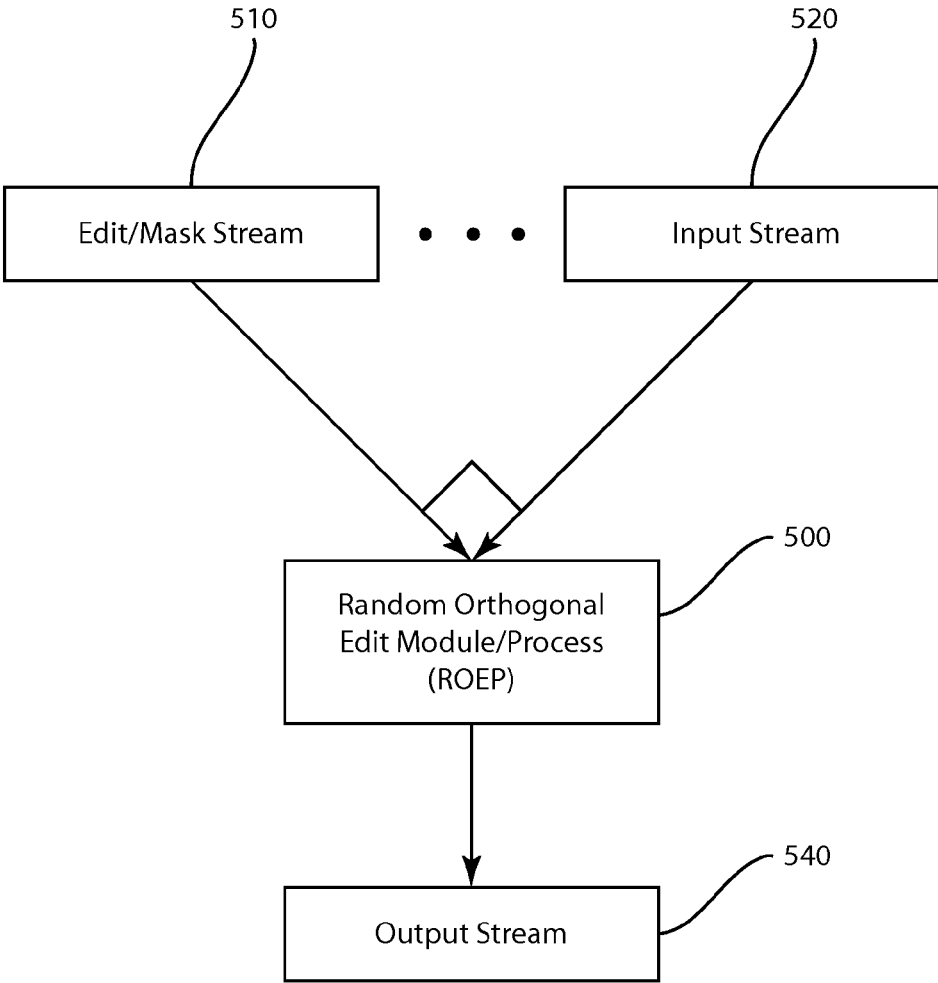 510
520
Edit/Mask Stream
Input Stream
500
Random Orthogonal
Edit Module/Process
(ROEP)
540
Output Stream